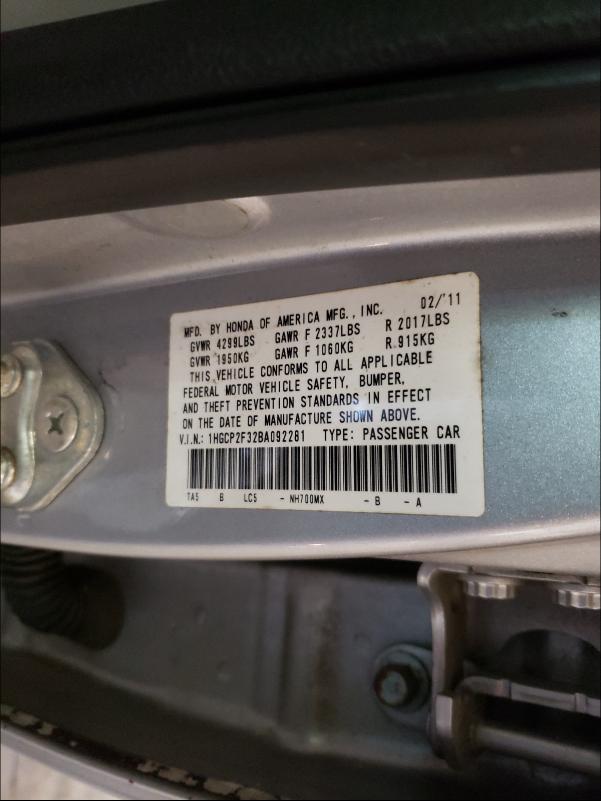 MFD. BY HONDA OF AMERICA MFG., INC. 02/'11
GVWR 4299LBS GAWR F 2337LBS R 2017LBS
GVWR 1950KG GAWR F 1060KG R 915KG
THIS VEHICLE CONFORMS TO ALL APPLICABLE
FEDERAL MOTOR VEHICLE SAFETY, BUMPER,
AND THEFT PREVENTION STANDARDS IN EFFECT
ON THE DATE OF MANUFACTURE SHOWN ABOVE.
V.I.N.: 1HGCP2F32BA092281 TYPE: PASSENGER CAR
TA5 B LC5 - NH700MX - B - A